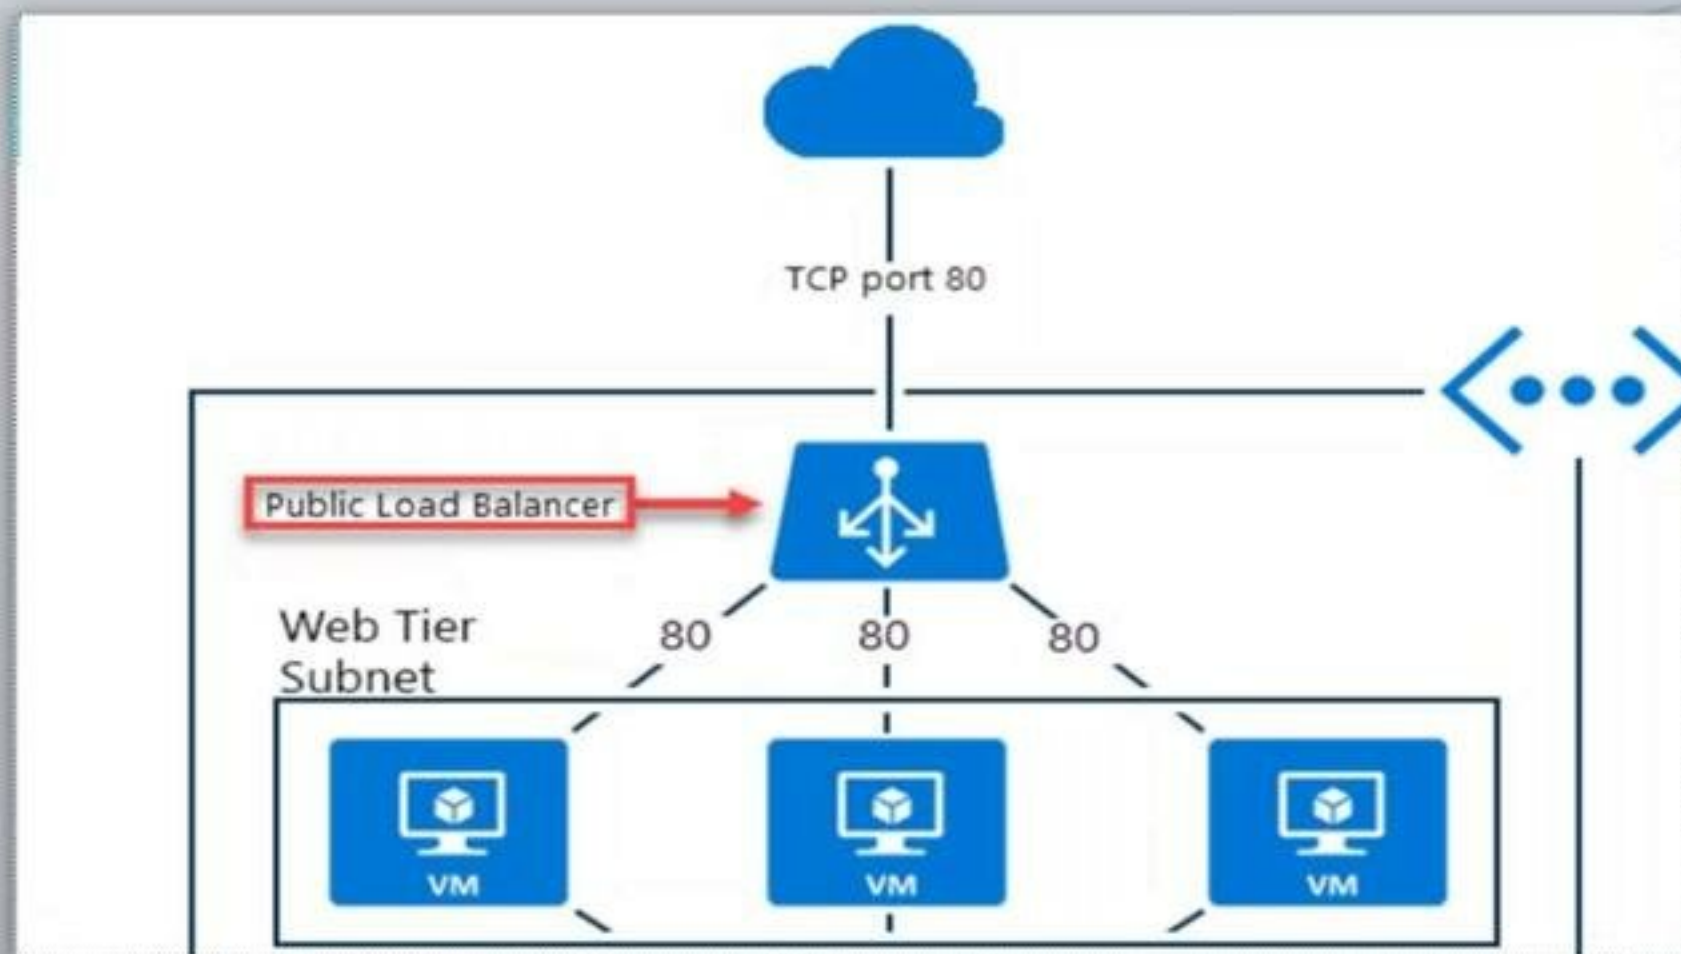 TCP port 80
Public Load Balancer
Web Tier
Subnet
80 80 80
VM VM VM